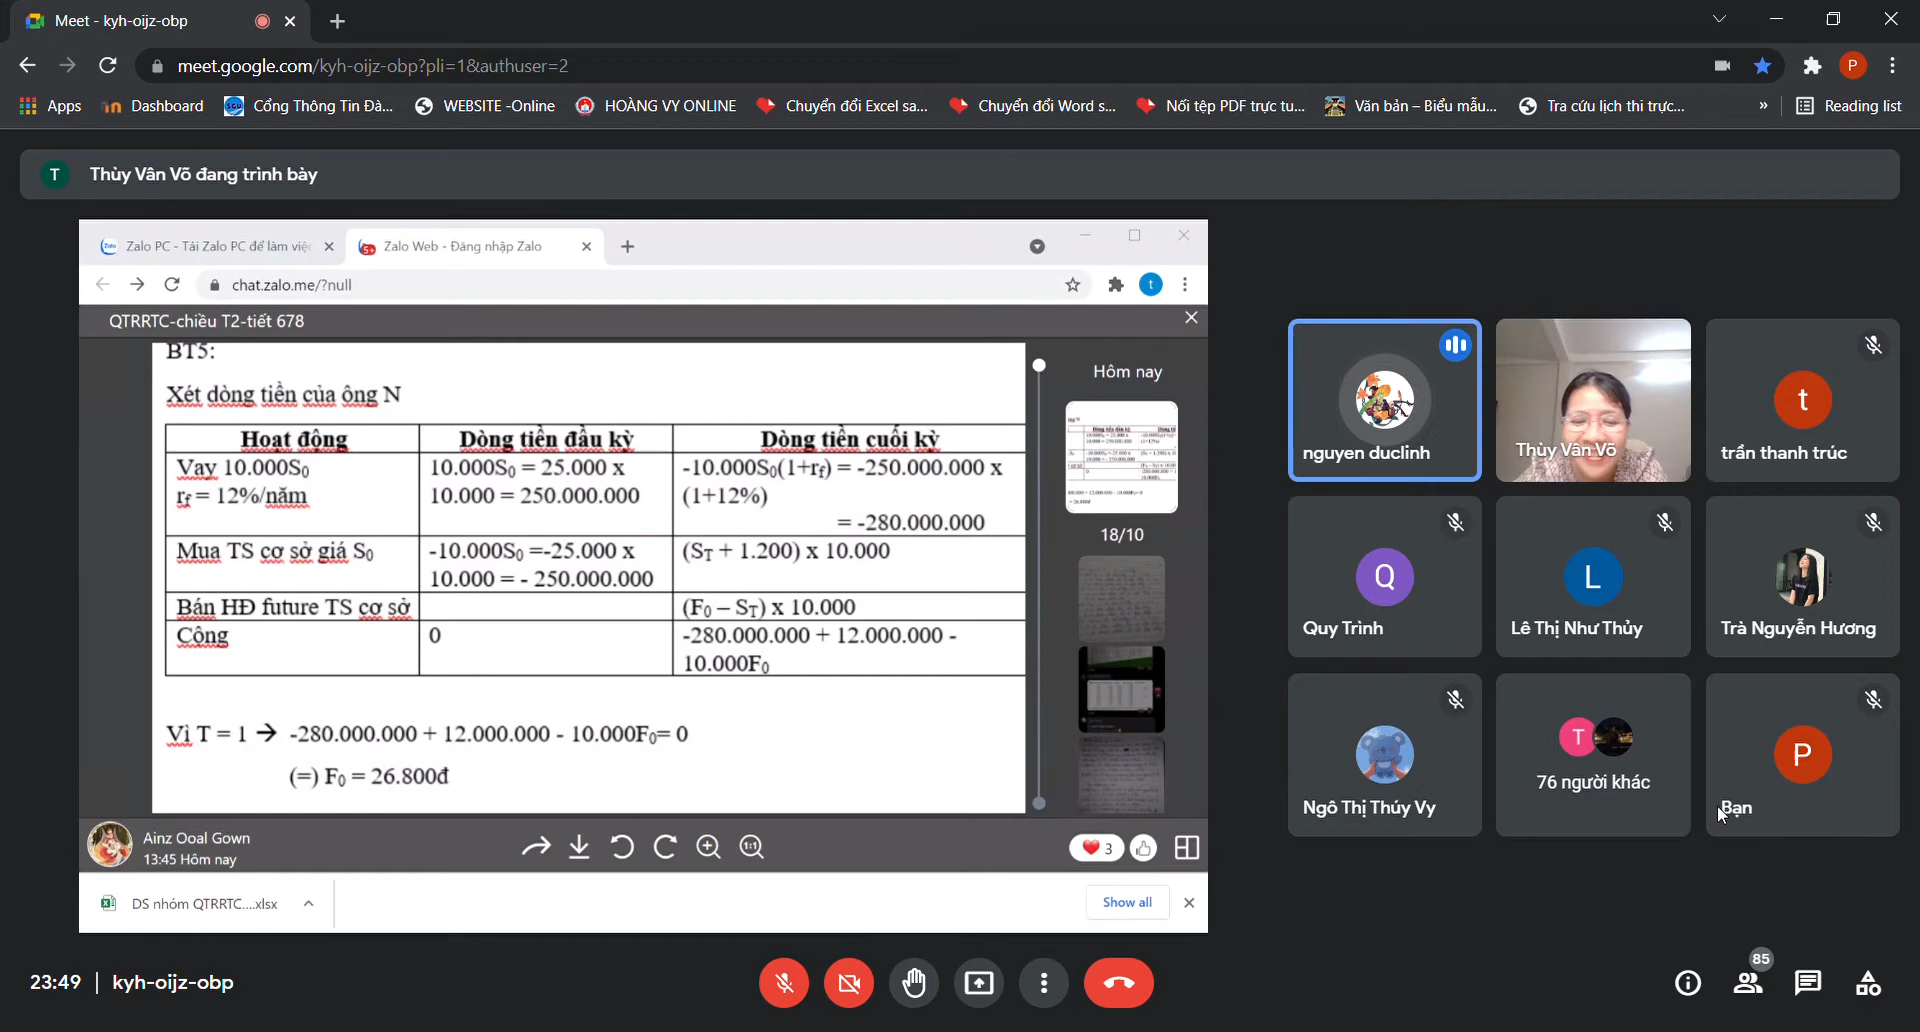 Meet - kyh-oijz-obp
meet.google.com/kyh-oijz-obp?pli=1&authuser=2
P
Apps
Dashboard
SGU
Cổng Thông Tin Đà...
WEBSITE -Online
HOÀNG VY ONLINE
Chuyển đổi Excel sa...
Chuyển đổi Word s...
Nối tệp PDF trực tu...
Văn bản – Biểu mẫu...
Tra cứu lịch thi trực...
»
Reading list
T
Thùy Vân Võ đang trình bày
Zalo PC - Tải Zalo PC để làm việc
Zalo Web - Đăng nhập Zalo
5+
chat.zalo.me/?null
t
QTRRTC-chiều T2-tiết 678
BT5:
Xét dòng tiền của ông N
Hoạt động
Dòng tiền đầu kỳ
Dòng tiền cuối kỳ
Vay 10.000S₀
rf = 12%/năm
10.000S₀ = 25.000 x
10.000 = 250.000.000
-10.000S₀(1+rf) = -250.000.000 x
(1+12%)
= -280.000.000
Mua TS cơ sở giá S₀
-10.000S₀ =-25.000 x
10.000 = - 250.000.000
(ST + 1.200) x 10.000
Bán HĐ future TS cơ sở
(F₀ – ST) x 10.000
Cộng
0
-280.000.000 + 12.000.000 -
10.000F₀
Vì T = 1 → -280.000.000 + 12.000.000 - 10.000F₀= 0
(=) F₀ = 26.800đ
Hôm nay
18/10
Ainz Ooal Gown
13:45 Hôm nay
1:1
3
DS nhóm QTRRTC....xlsx
Show all
nguyen duclinh
Thùy Vân Võ
t
trần thanh trúc
Q
Quy Trình
L
Lê Thị Như Thủy
Trà Nguyễn Hương
Ngô Thị Thúy Vy
T
76 người khác
P
Bạn
23:49 | kyh-oijz-obp
85